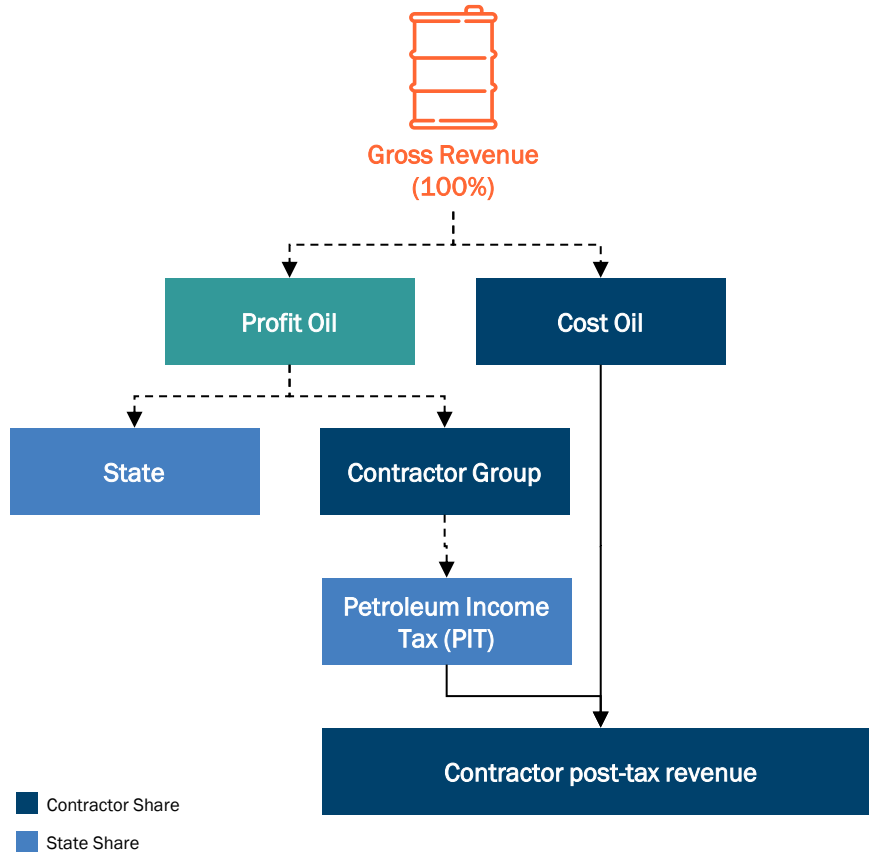 Gross Revenue
(100%)
Profit Oil
Cost Oil
State
Contractor Group
Petroleum Income
Tax (PIT)
Contractor post-tax revenue
Contractor Share
State Share